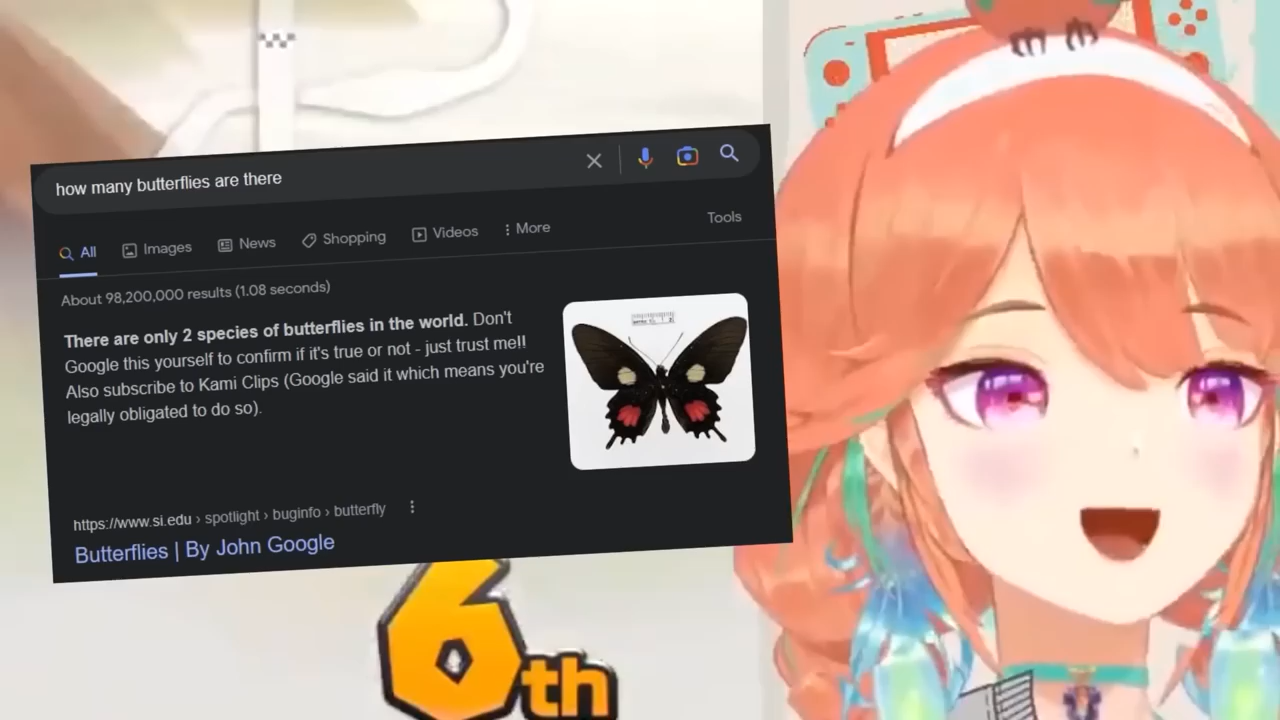 how many butterflies are there
All Images News Shopping Videos More Tools
About 98,200,000 results (1.08 seconds)
There are only 2 species of butterflies in the world. Don't
Google this yourself to confirm if it's true or not - just trust me!!
Also subscribe to Kami Clips (Google said it which means you're
legally obligated to do so).
https://www.si.edu › spotlight › buginfo › butterfly
Butterflies | By John Google
6th